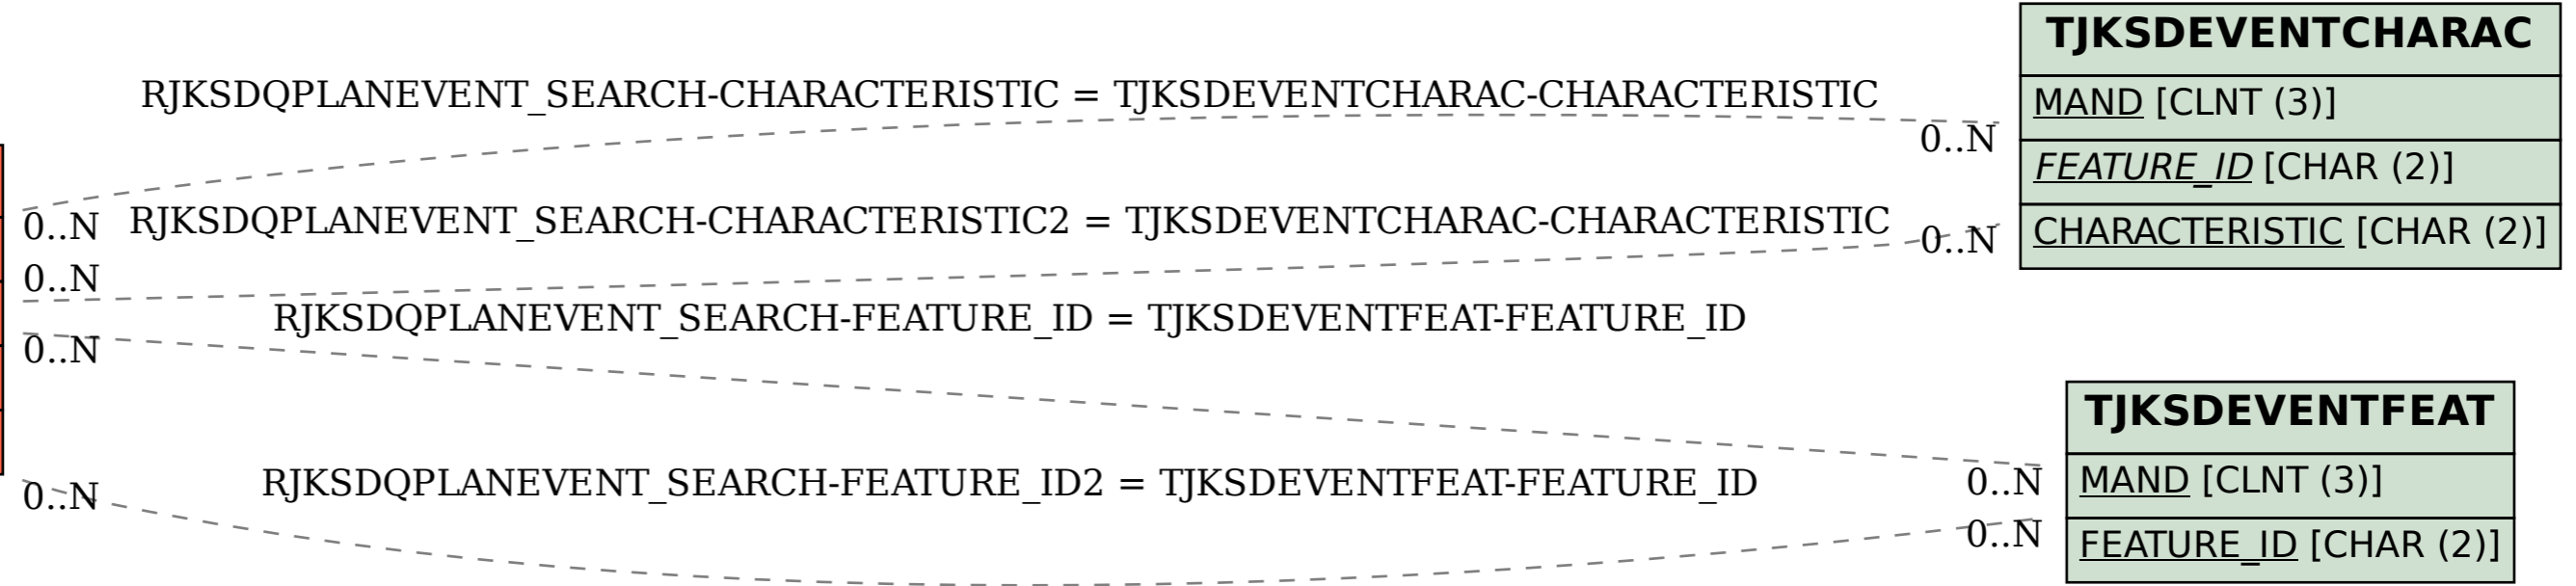 TJKSDEVENTCHARAC
RJKSDQPLANEVENT_SEARCH-CHARACTERISTIC = TJKSDEVENTCHARAC-CHARACTERISTIC
MAND [CLNT (3)]
0..N
FEATURE_ID [CHAR (2)]
0..N
RJKSDQPLANEVENT_SEARCH-CHARACTERISTIC2 = TJKSDEVENTCHARAC-CHARACTERISTIC
0..N
CHARACTERISTIC [CHAR (2)]
0..N
RJKSDQPLANEVENT_SEARCH-FEATURE_ID = TJKSDEVENTFEAT-FEATURE_ID
0..N
TJKSDEVENTFEAT
RJKSDQPLANEVENT_SEARCH-FEATURE_ID2 = TJKSDEVENTFEAT-FEATURE_ID
0..N
MAND [CLNT (3)]
0..N
0..N
FEATURE_ID [CHAR (2)]